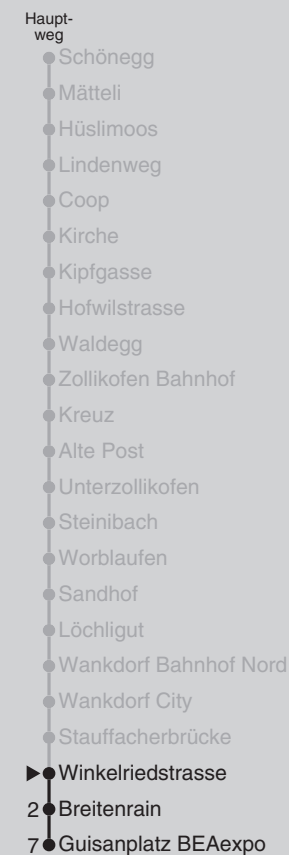 Haupt-
weg
Schönegg
Mätteli
Hüslimoos
Lindenweg
Coop
Kirche
Kipfgasse
Hofwilstrasse
Waldegg
Zollikofen Bahnhof
Kreuz
Alte Post
Unterzollikofen
Steinibach
Worblaufen
Sandhof
Löchligut
Wankdorf Bahnhof Nord
Wankdorf City
Stauffacherbrücke
Winkelriedstrasse
2 Breitenrain
7 Guisanplatz BEAexpo